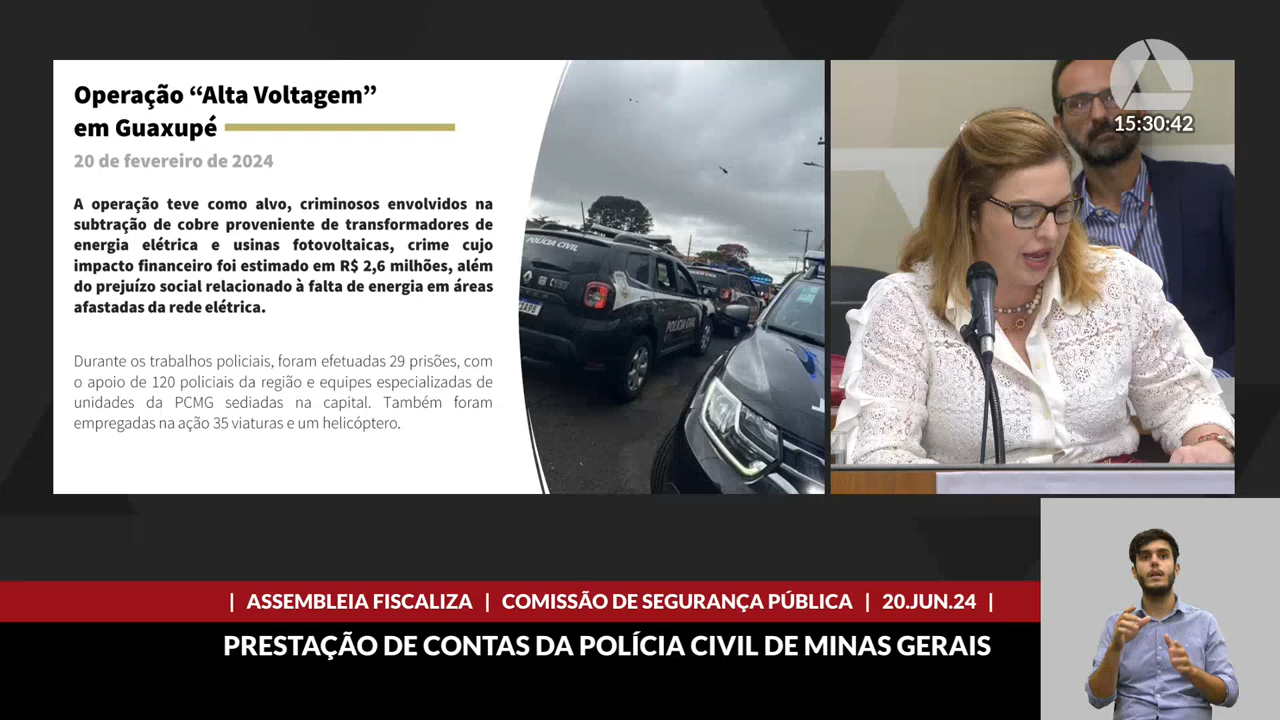 Operação “Alta Voltagem”
em Guaxupé
20 de fevereiro de 2024
A operação teve como alvo, criminosos envolvidos na
subtração de cobre proveniente de transformadores de
energia elétrica e usinas fotovoltaicas, crime cujo
impacto financeiro foi estimado em R$ 2,6 milhões, além
do prejuízo social relacionado à falta de energia em áreas
afastadas da rede elétrica.
Durante os trabalhos policiais, foram efetuadas 29 prisões, com
o apoio de 120 policiais da região e equipes especializadas de
unidades da PCMG sediadas na capital. Também foram
empregadas na ação 35 viaturas e um helicóptero.
POLÍCIA CIVIL
POLÍCIA CIVIL
15:30:42
| ASSEMBLEIA FISCALIZA | COMISSÃO DE SEGURANÇA PÚBLICA | 20.JUN.24 |
PRESTAÇÃO DE CONTAS DA POLÍCIA CIVIL DE MINAS GERAIS